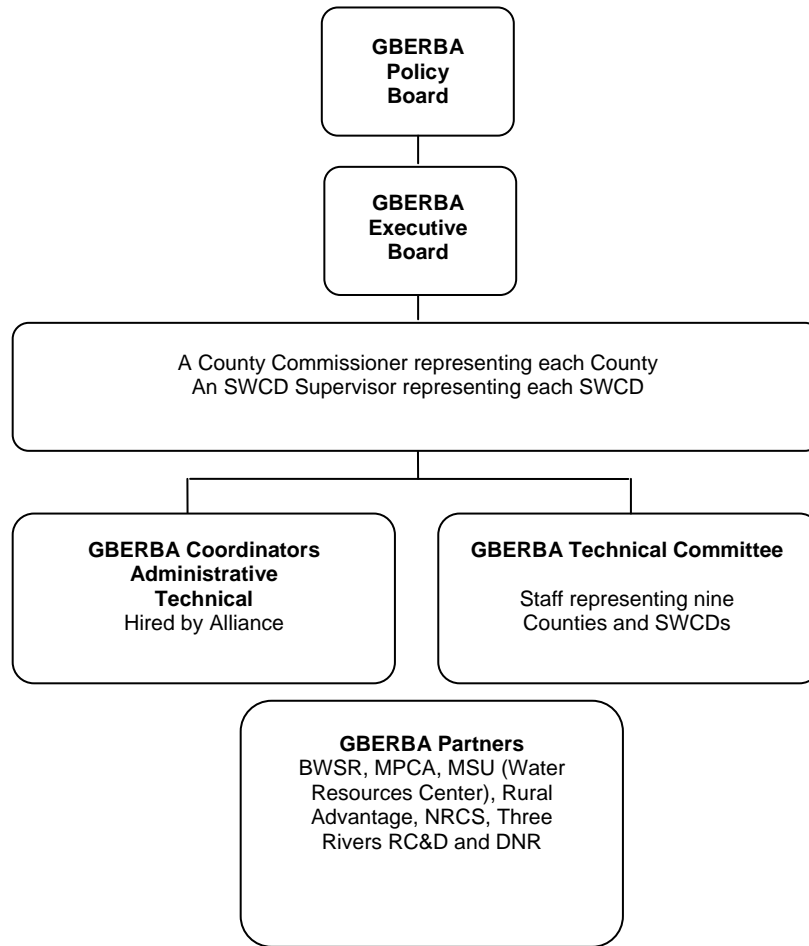 GBERBA
Policy
Board
GBERBA
Executive
Board
A County Commissioner representing each County
An SWCD Supervisor representing each SWCD
GBERBA Coordinators
Administrative
Technical
Hired by Alliance
GBERBA Technical Committee
Staff representing nine
Counties and SWCDs
GBERBA Partners
BWSR, MPCA, MSU (Water
Resources Center), Rural
Advantage, NRCS, Three
Rivers RC&D and DNR